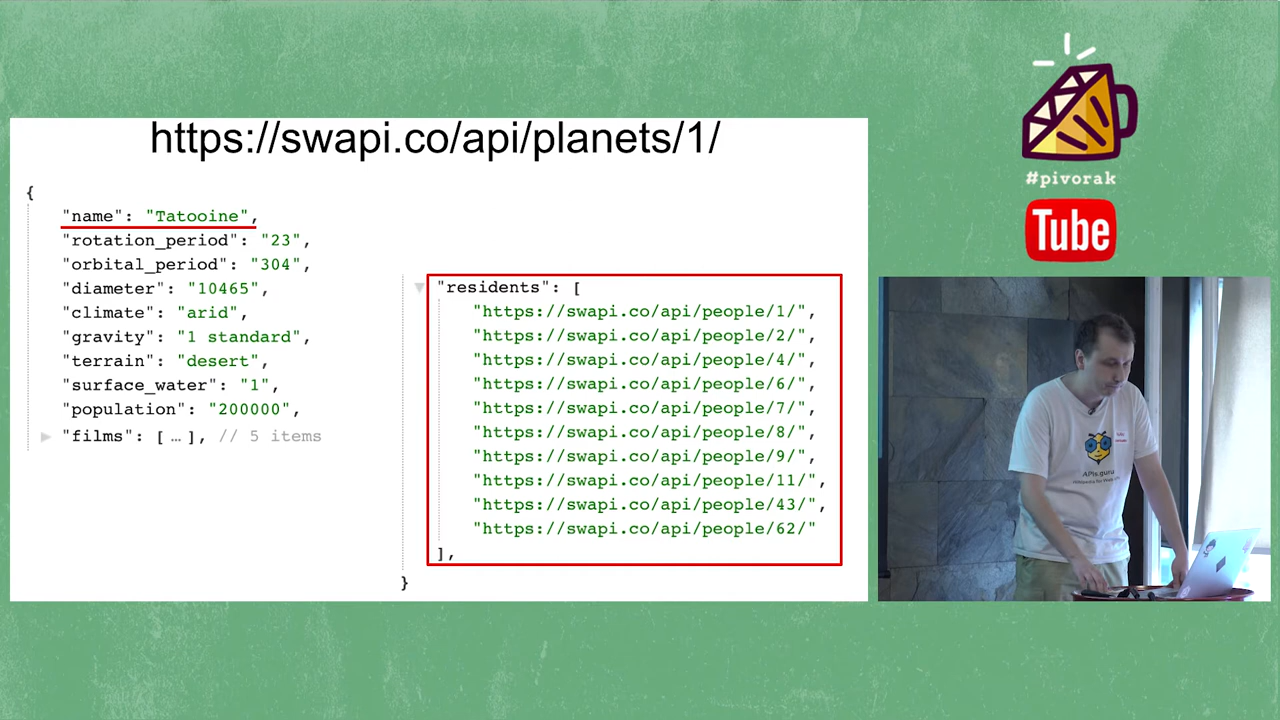 https://swapi.co/api/planets/1/
{
"name": "Tatooine",
"rotation_period": "23",
"orbital_period": "304",
"diameter": "10465",
"climate": "arid",
"gravity": "1 standard",
"terrain": "desert",
"surface_water": "1",
"population": "200000",
"films": [ … ], // 5 items
"residents": [
"https://swapi.co/api/people/1/",
"https://swapi.co/api/people/2/",
"https://swapi.co/api/people/4/",
"https://swapi.co/api/people/6/",
"https://swapi.co/api/people/7/",
"https://swapi.co/api/people/8/",
"https://swapi.co/api/people/9/",
"https://swapi.co/api/people/11/",
"https://swapi.co/api/people/43/",
"https://swapi.co/api/people/62/"
],
}
#pivorak
Tube
APIs.guru